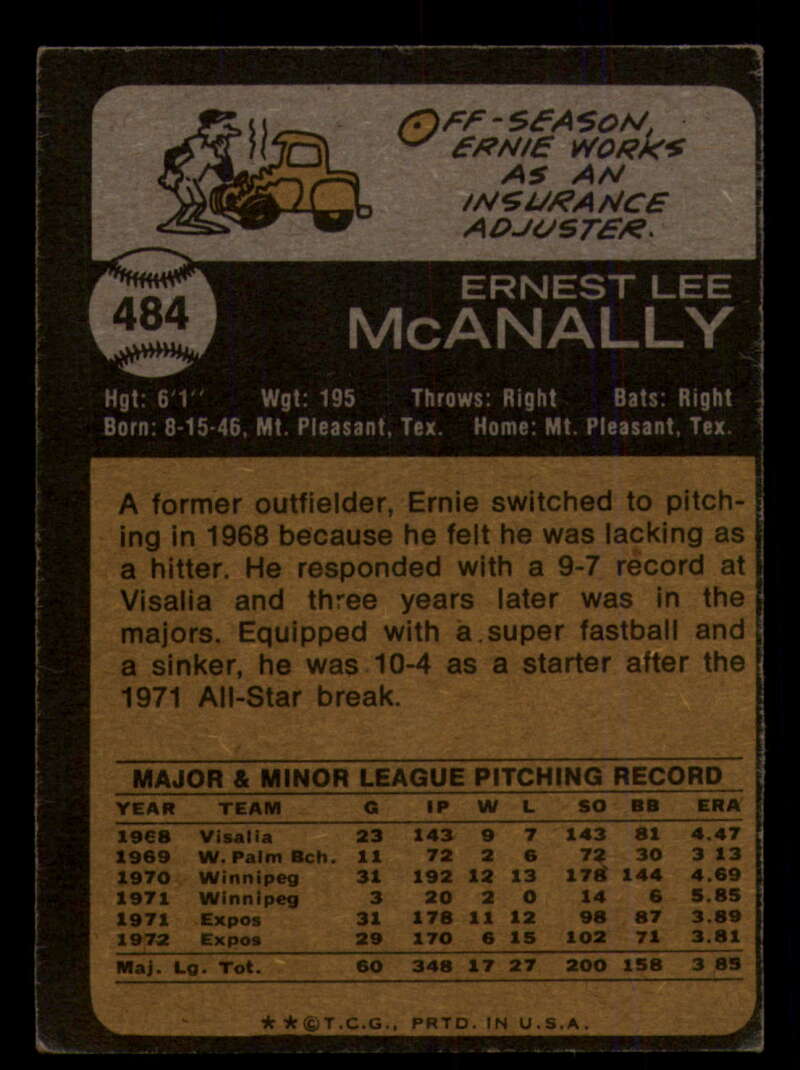 OFF-SEASON,
ERNIE WORKS
AS AN
INSURANCE
ADJUSTER.
484
ERNEST LEE
McANALLY
Hgt: 6'1" Wgt: 195 Throws: Right Bats: Right
Born: 8-15-46, Mt. Pleasant, Tex. Home: Mt. Pleasant, Tex.
A former outfielder, Ernie switched to pitch-
ing in 1968 because he felt he was lacking as
a hitter. He responded with a 9-7 record at
Visalia and three years later was in the
majors. Equipped with a super fastball and
a sinker, he was 10-4 as a starter after the
1971 All-Star break.
MAJOR & MINOR LEAGUE PITCHING RECORD
YEAR TEAM G IP W L SO BB ERA
1968 Visalia 23 143 9 7 143 81 4.47
1969 W. Palm Bch. 11 72 2 6 72 30 3 13
1970 Winnipeg 31 192 12 13 178 144 4.69
1971 Winnipeg 3 20 2 0 14 6 5.85
1971 Expos 31 178 11 12 98 87 3.89
1972 Expos 29 170 6 15 102 71 3.81
Maj. Lg. Tot. 60 348 17 27 200 158 3 85
★★©T.C.G., PRTD. IN U.S.A.